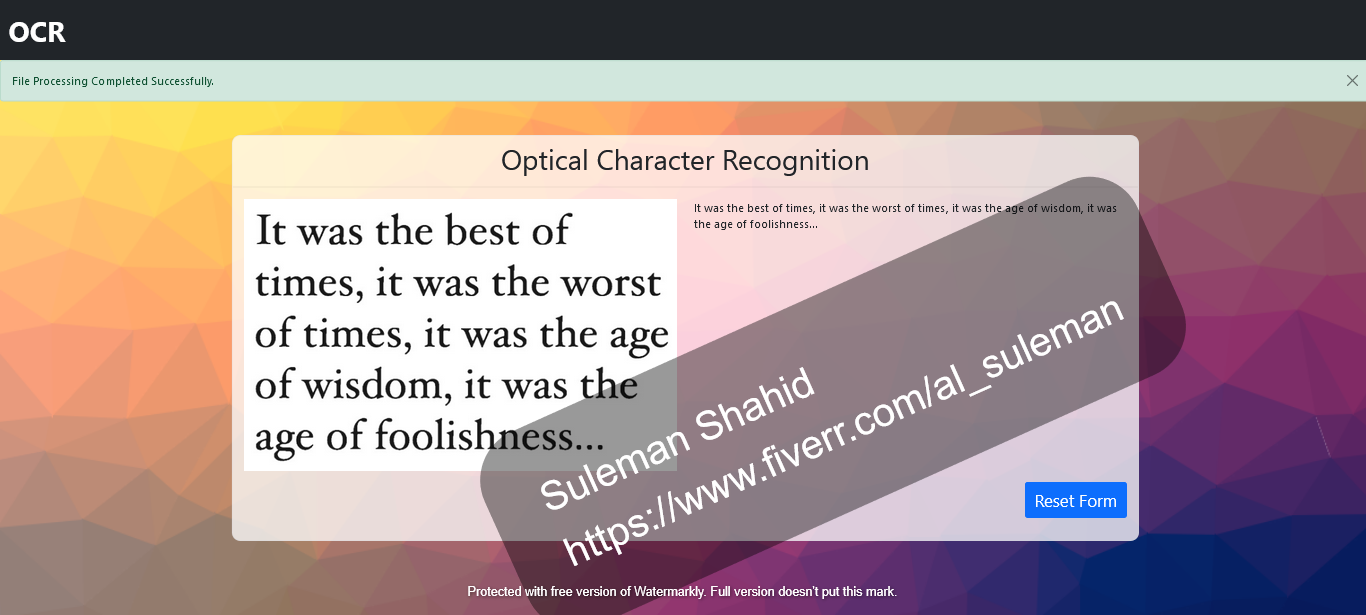 OCR
File Processing Completed Successfully.
Optical Character Recognition
It was the best of
times, it was the worst
of times, it was the age
of wisdom, it was the
age of foolishness...
It was the best of times, it was the worst of times, it was the age of wisdom, it was
the age of foolishness...
Suleman Shahid
https://www.fiverr.com/al_suleman
Reset Form
Protected with free version of Watermarkly. Full version doesn't put this mark.